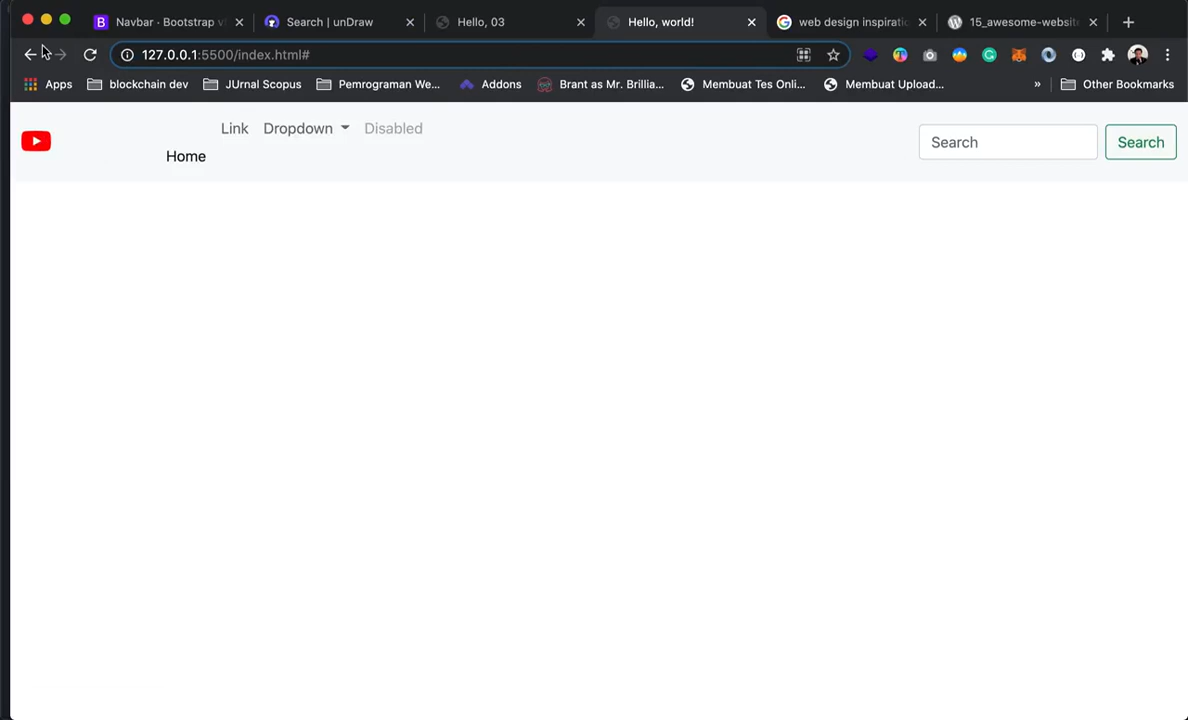 Navbar · Bootstrap v
Search | unDraw
Hello, 03
Hello, world!
web design inspirati
15_awesome-website
127.0.0.1:5500/index.html#
Apps
blockchain dev
JUrnal Scopus
Pemrograman We...
Addons
Brant as Mr. Brillia...
Membuat Tes Onli...
Membuat Upload...
»
Other Bookmarks
Link
Dropdown
Disabled
Home
Search
Search